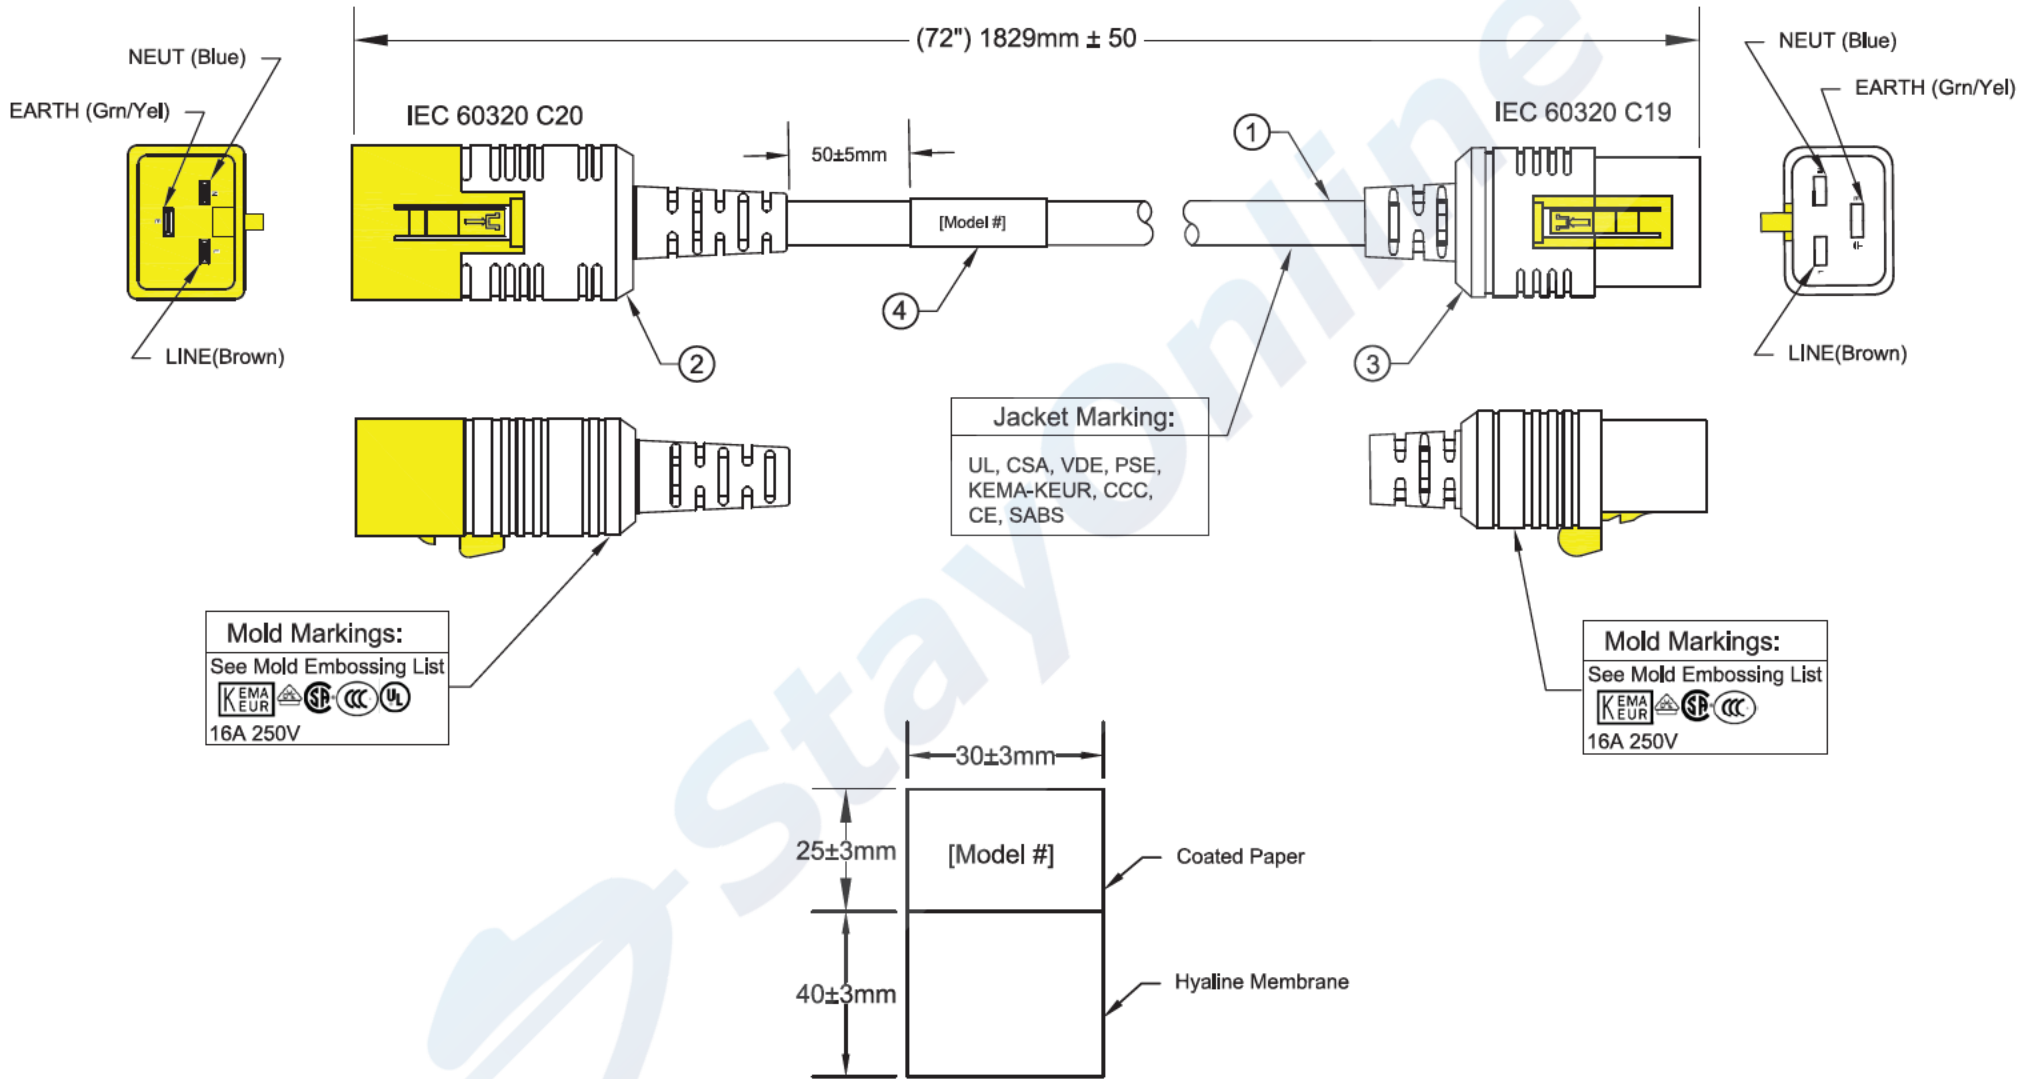 (72") 1829mm ± 50
NEUT (Blue)
EARTH (Grn/Yel)
IEC 60320 C20
50±5mm
[Model #]
1
IEC 60320 C19
NEUT (Blue)
EARTH (Grn/Yel)
LINE(Brown)
2
4
3
LINE(Brown)
Jacket Marking:
UL, CSA, VDE, PSE,
KEMA-KEUR, CCC,
CE, SABS
Mold Markings:
See Mold Embossing List
KEMA
KEUR
CCC
UL
16A 250V
Mold Markings:
See Mold Embossing List
KEMA
KEUR
CCC
16A 250V
30±3mm
25±3mm
[Model #]
Coated Paper
40±3mm
Hyaline Membrane
StayOnline